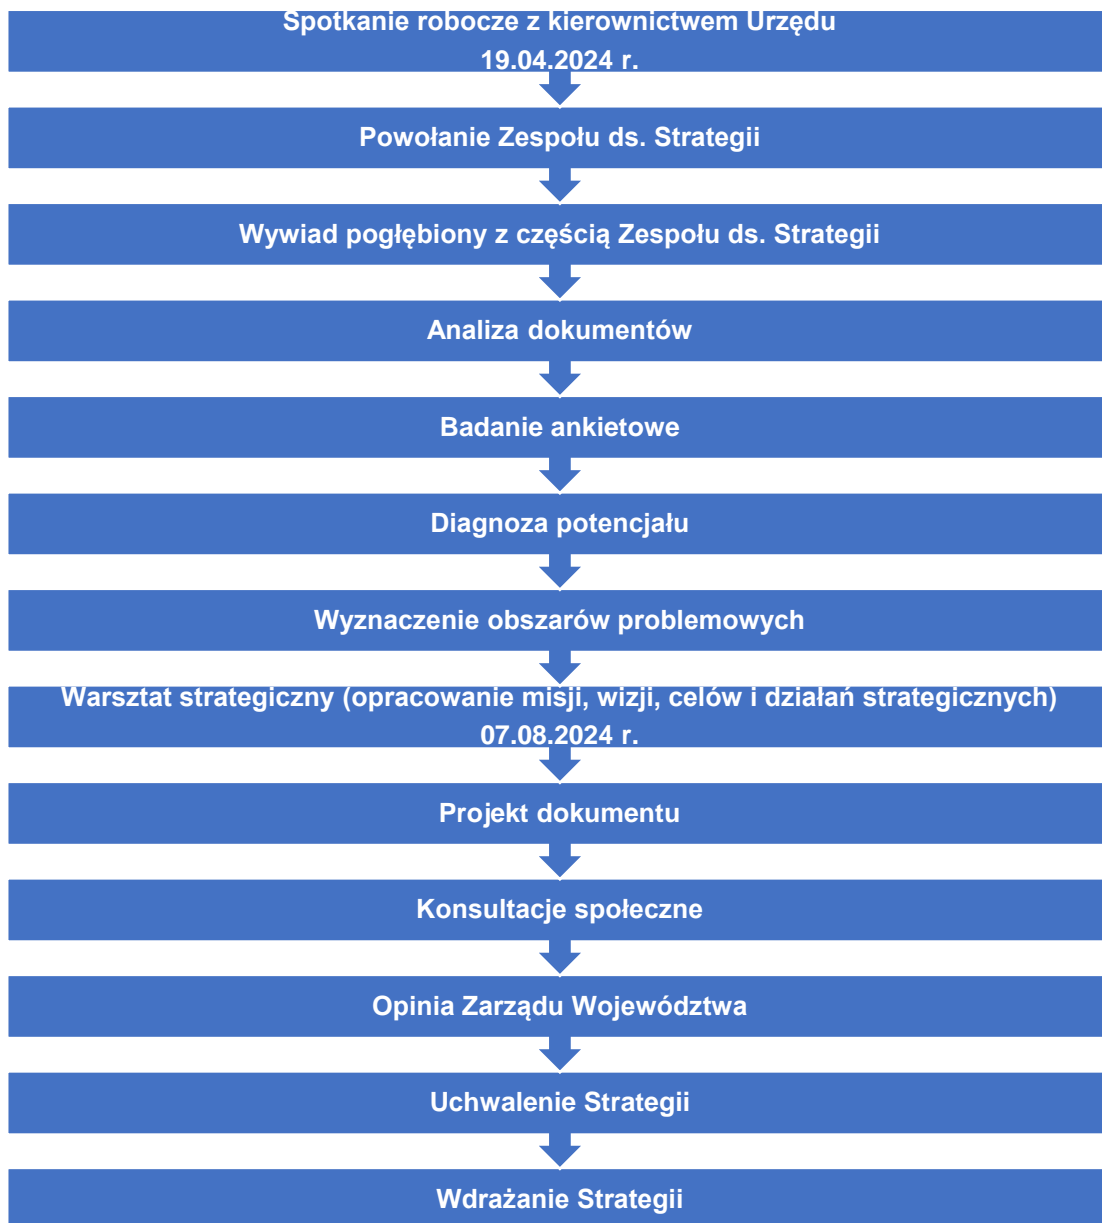 Spotkanie robocze z kierownictwem Urzędu
19.04.2024 r.
Powołanie Zespołu ds. Strategii
Wywiad pogłębiony z częścią Zespołu ds. Strategii
Analiza dokumentów
Badanie ankietowe
Diagnoza potencjału
Wyznaczenie obszarów problemowych
Warsztat strategiczny (opracowanie misji, wizji, celów i działań strategicznych)
07.08.2024 r.
Projekt dokumentu
Konsultacje społeczne
Opinia Zarządu Województwa
Uchwalenie Strategii
Wdrażanie Strategii